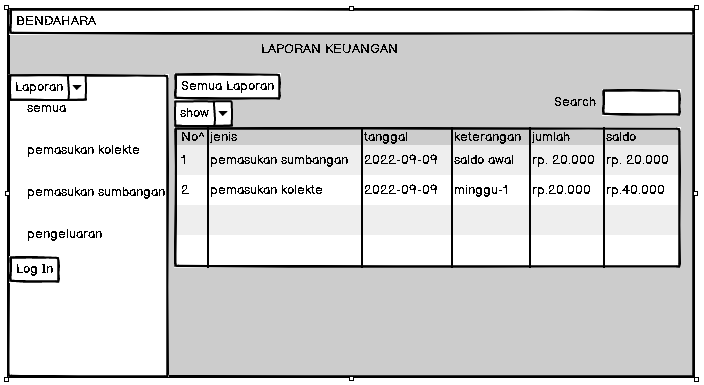 BENDAHARA
LAPORAN KEUANGAN
Laporan
semua
pemasukan kolekte
pemasukan sumbangan
pengeluaran
Log In
Semua Laporan
show
Search
No^ jenis tanggal keterangan jumlah saldo
1 pemasukan sumbangan 2022-09-09 saldo awal rp. 20.000 rp. 20.000
2 pemasukan kolekte 2022-09-09 minggu-1 rp.20.000 rp.40.000